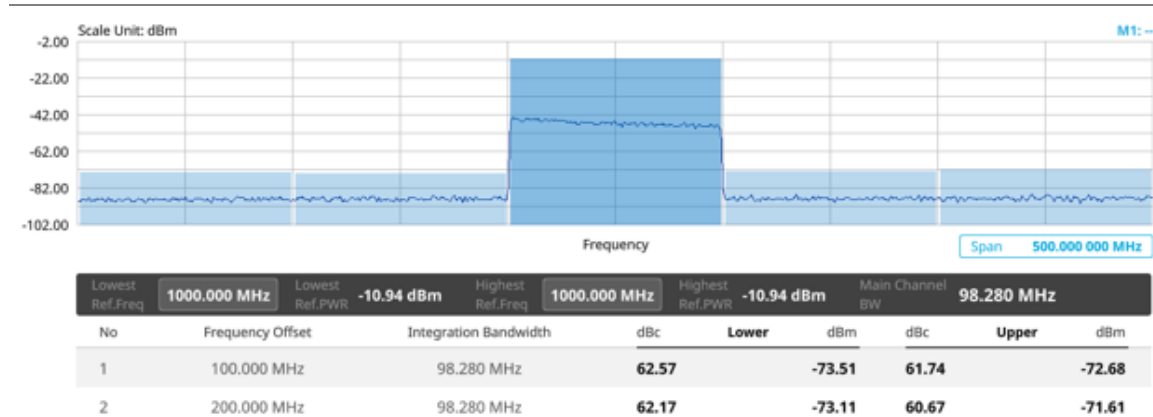 Scale Unit: dBm M1: --
-2.00
-22.00
-42.00
-62.00
-82.00
-102.00
Frequency
Span 500.000 000 MHz
Lowest Ref.Freq 1000.000 MHz Lowest Ref.PWR -10.94 dBm Highest Ref.Freq 1000.000 MHz Highest Ref.PWR -10.94 dBm Main Channel BW 98.280 MHz
No Frequency Offset Integration Bandwidth dBc Lower dBm dBc Upper dBm
1 100.000 MHz 98.280 MHz 62.57 -73.51 61.74 -72.68
2 200.000 MHz 98.280 MHz 62.17 -73.11 60.67 -71.61